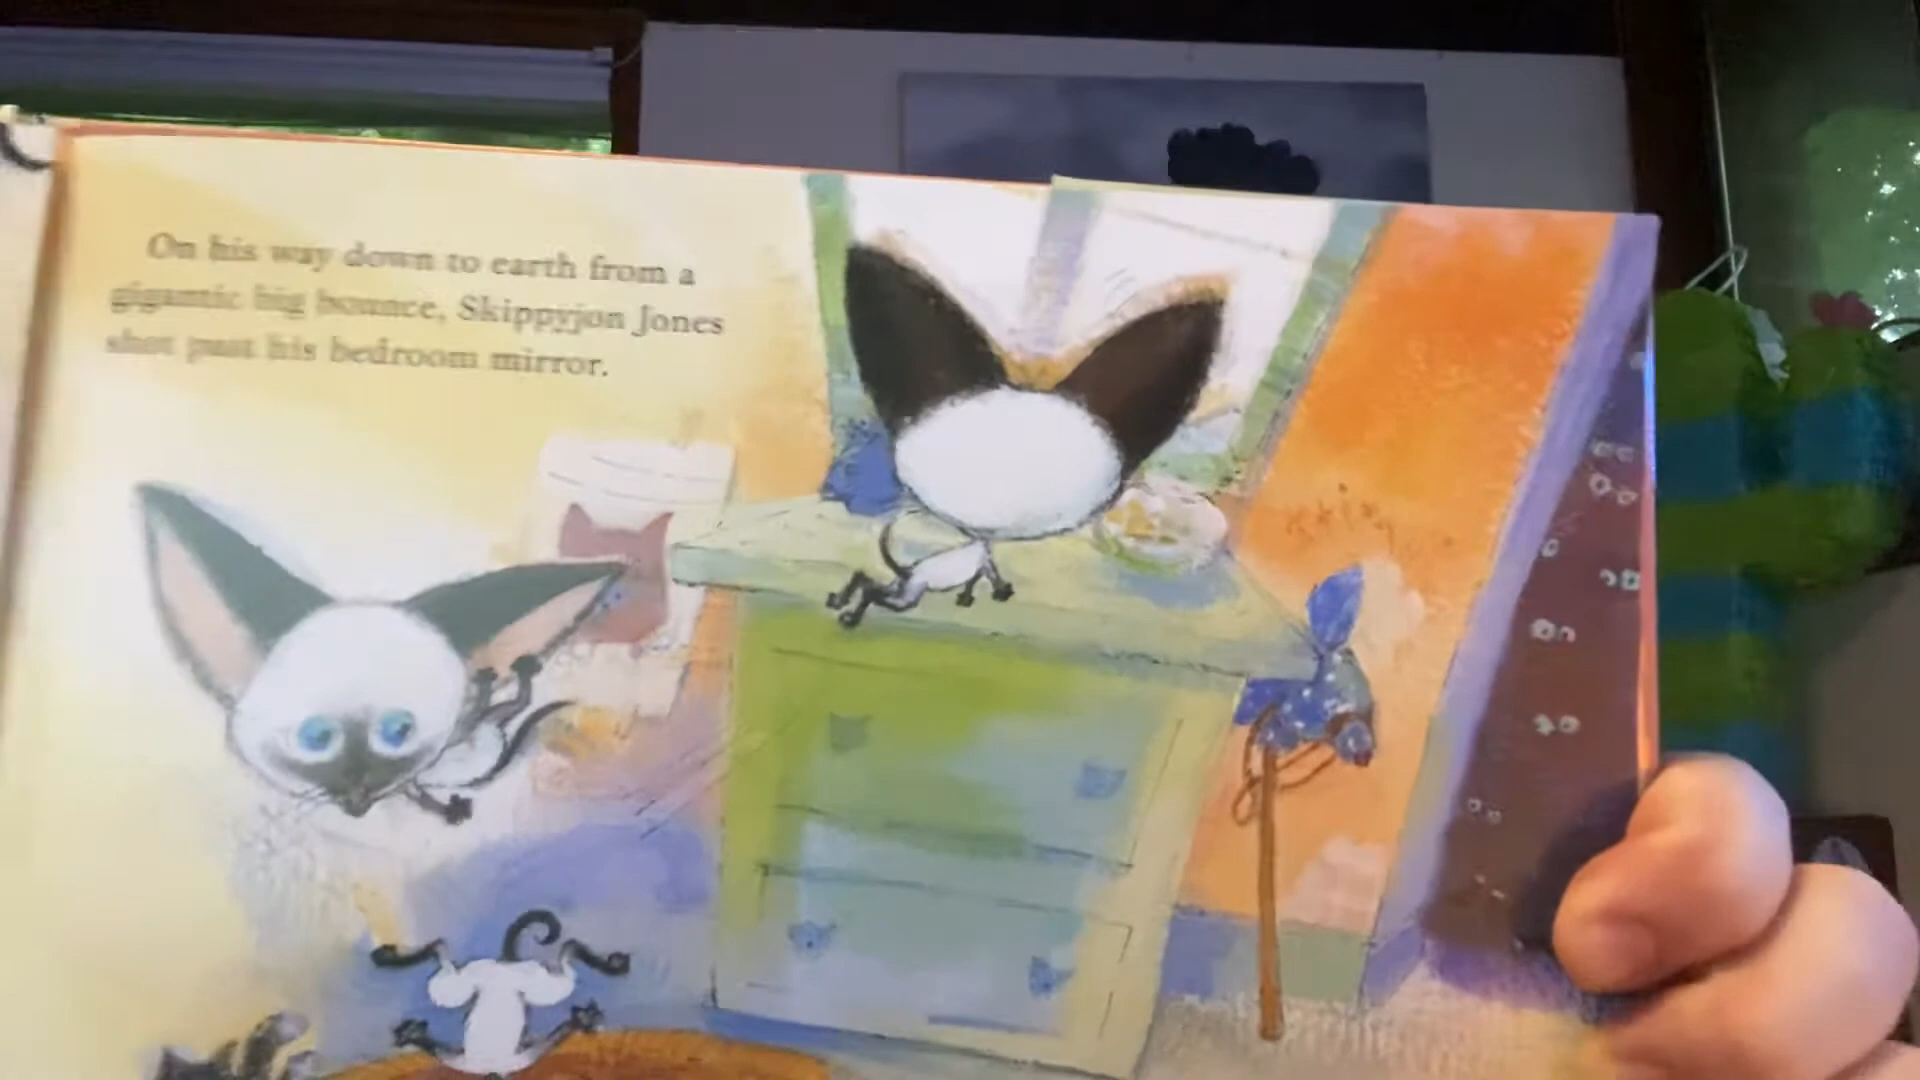 On his way down to earth from a
gigantic big bounce, Skippyjon Jones
shot past his bedroom mirror.